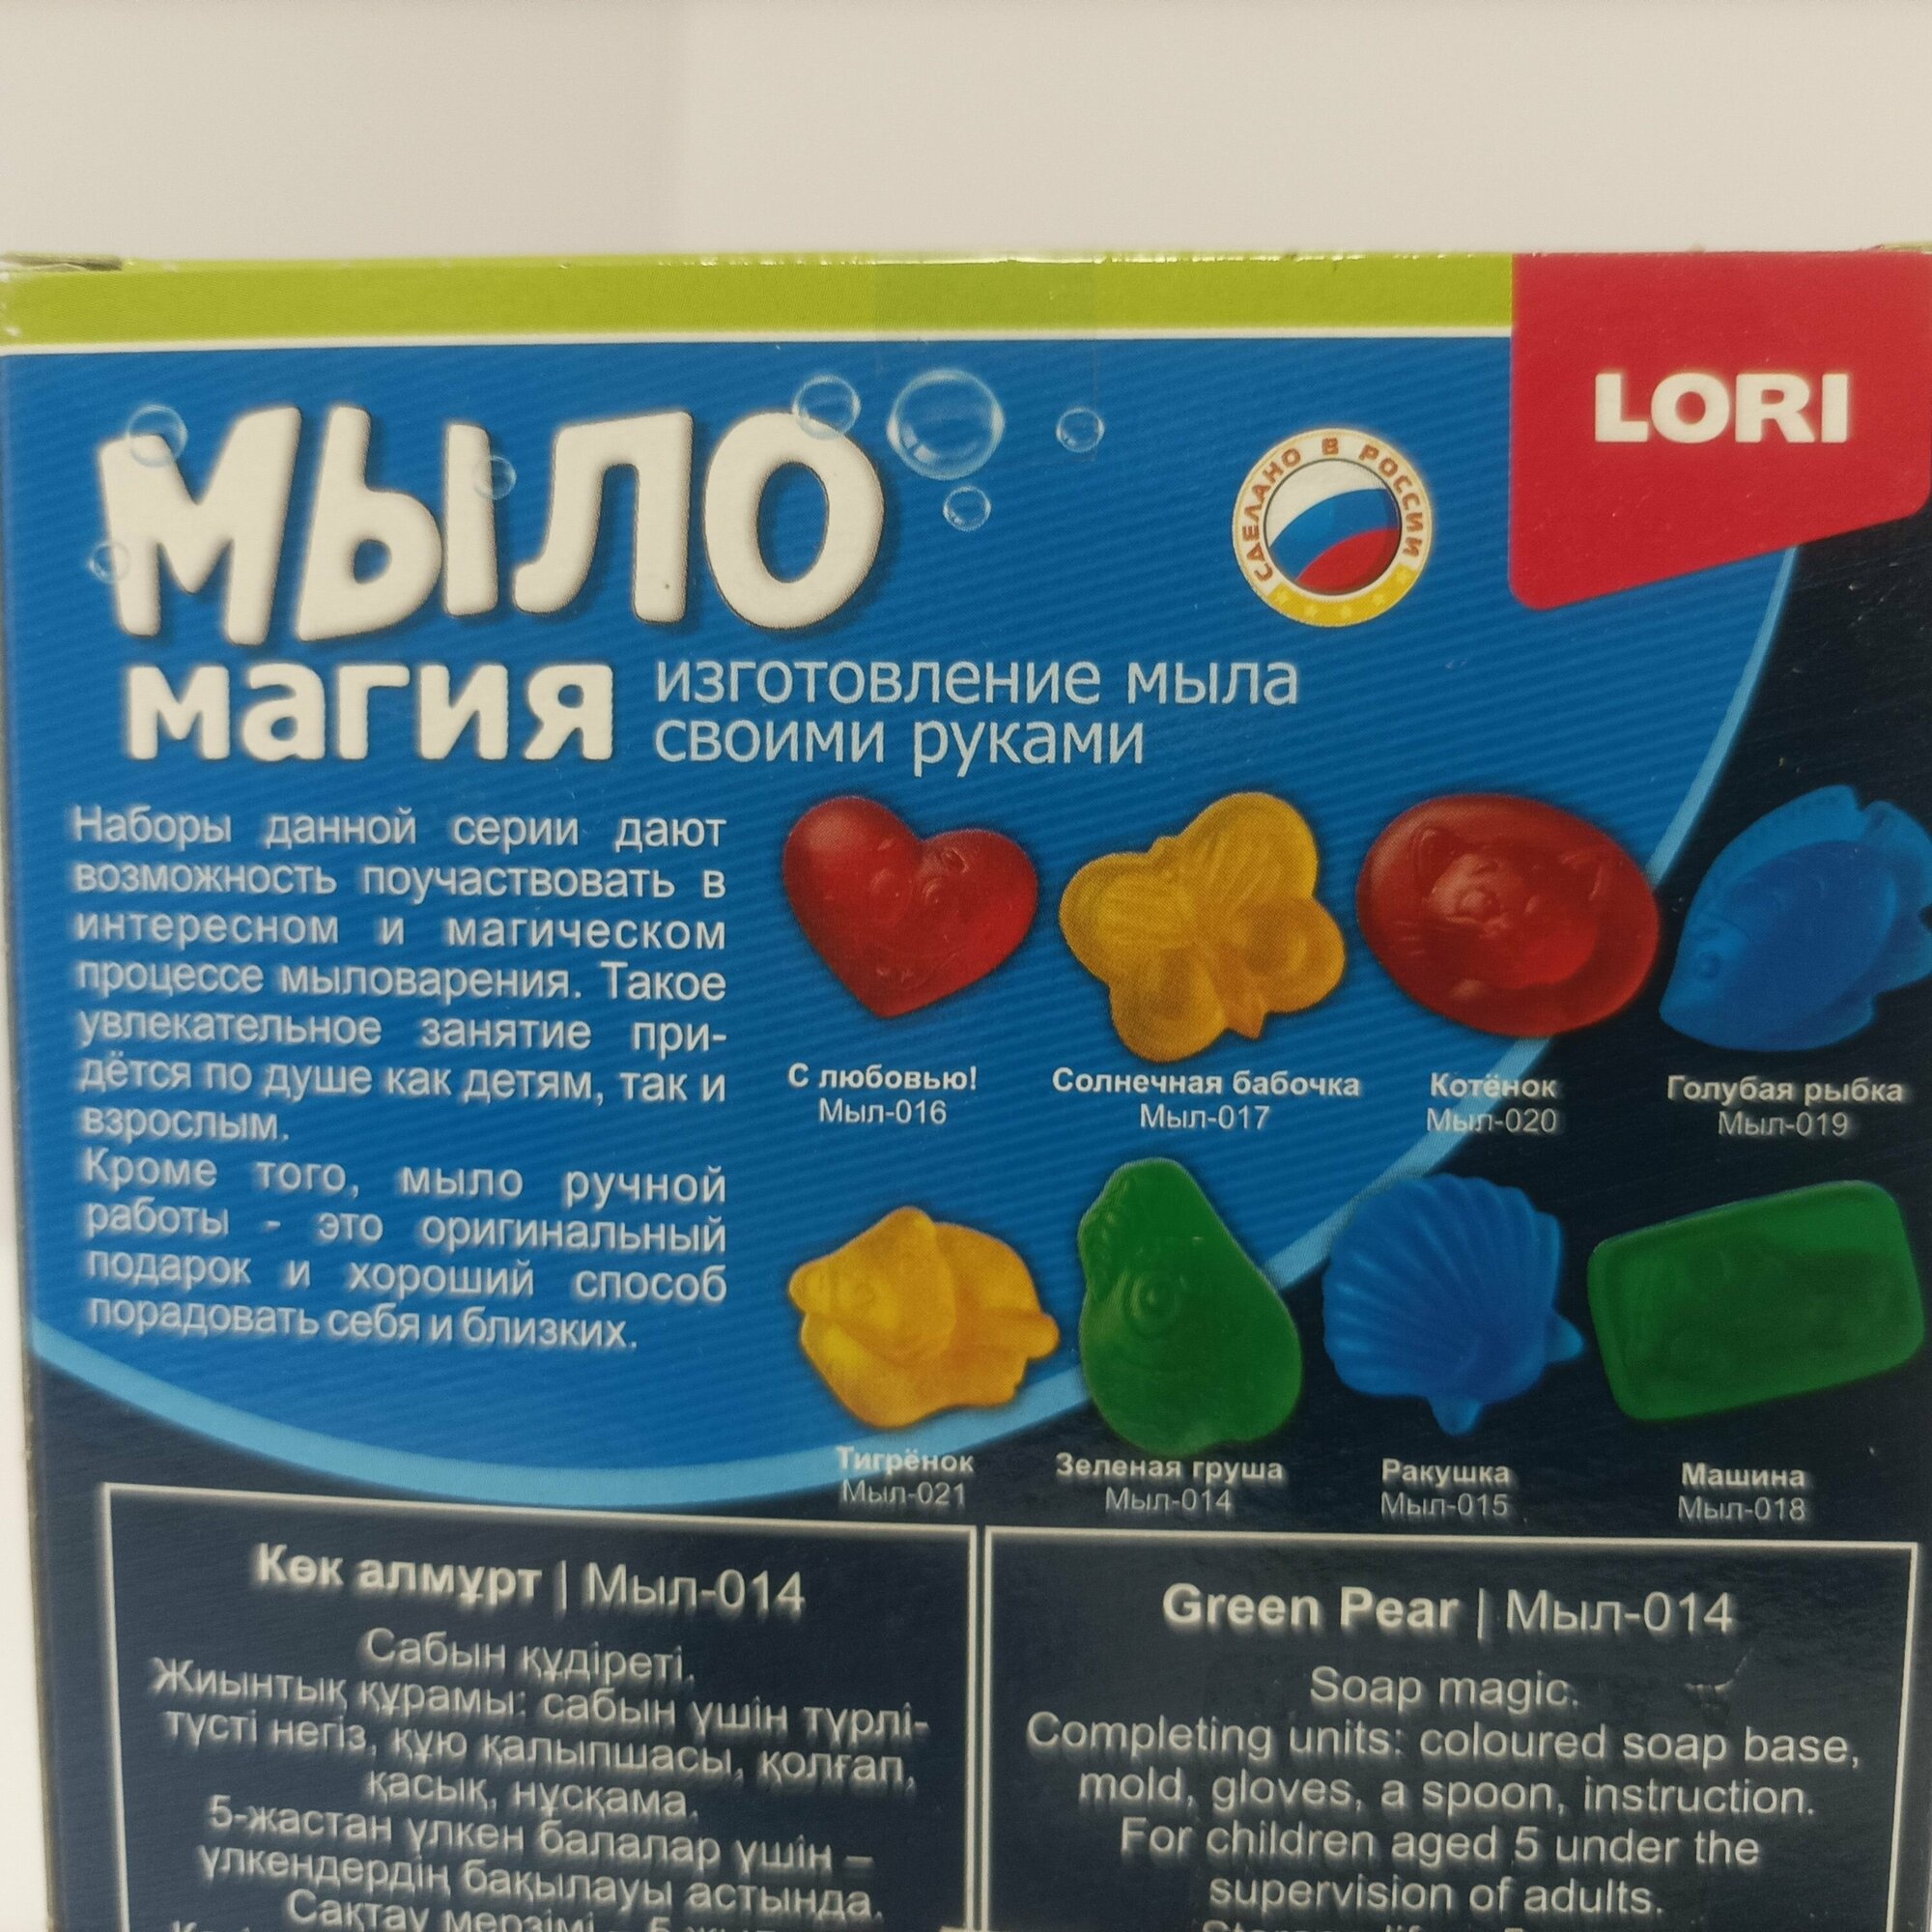 LORI
СДЕЛАНО В РОССИИ
МЫЛО
магия
изготовление мыла
своими руками
Наборы данной серии дают
возможность поучаствовать в
интересном и магическом
процессе мыловарения. Такое
увлекательное занятие при-
дётся по душе как детям, так и
взрослым.
Кроме того, мыло ручной
работы - это оригинальный
подарок и хороший способ
порадовать себя и близких.
С любовью!
Мыл-016
Солнечная бабочка
Мыл-017
Котёнок
Мыл-020
Голубая рыбка
Мыл-019
Тигрёнок
Мыл-021
Зеленая груша
Мыл-014
Ракушка
Мыл-015
Машина
Мыл-018
Көк алмұрт | Мыл-014
Сабын құдіреті.
Жиынтық құрамы: сабын үшін түрлі-
түсті негіз, құю қалыпшасы, қолғап,
қасық, нұсқама.
5-жастан үлкен балалар үшін –
үлкендердің бақылауы астында.
Сақтау мерзімі
Green Pear | Мыл-014
Soap magic.
Completing units: coloured soap base,
mold, gloves, a spoon, instruction.
For children aged 5 under the
supervision of adults.